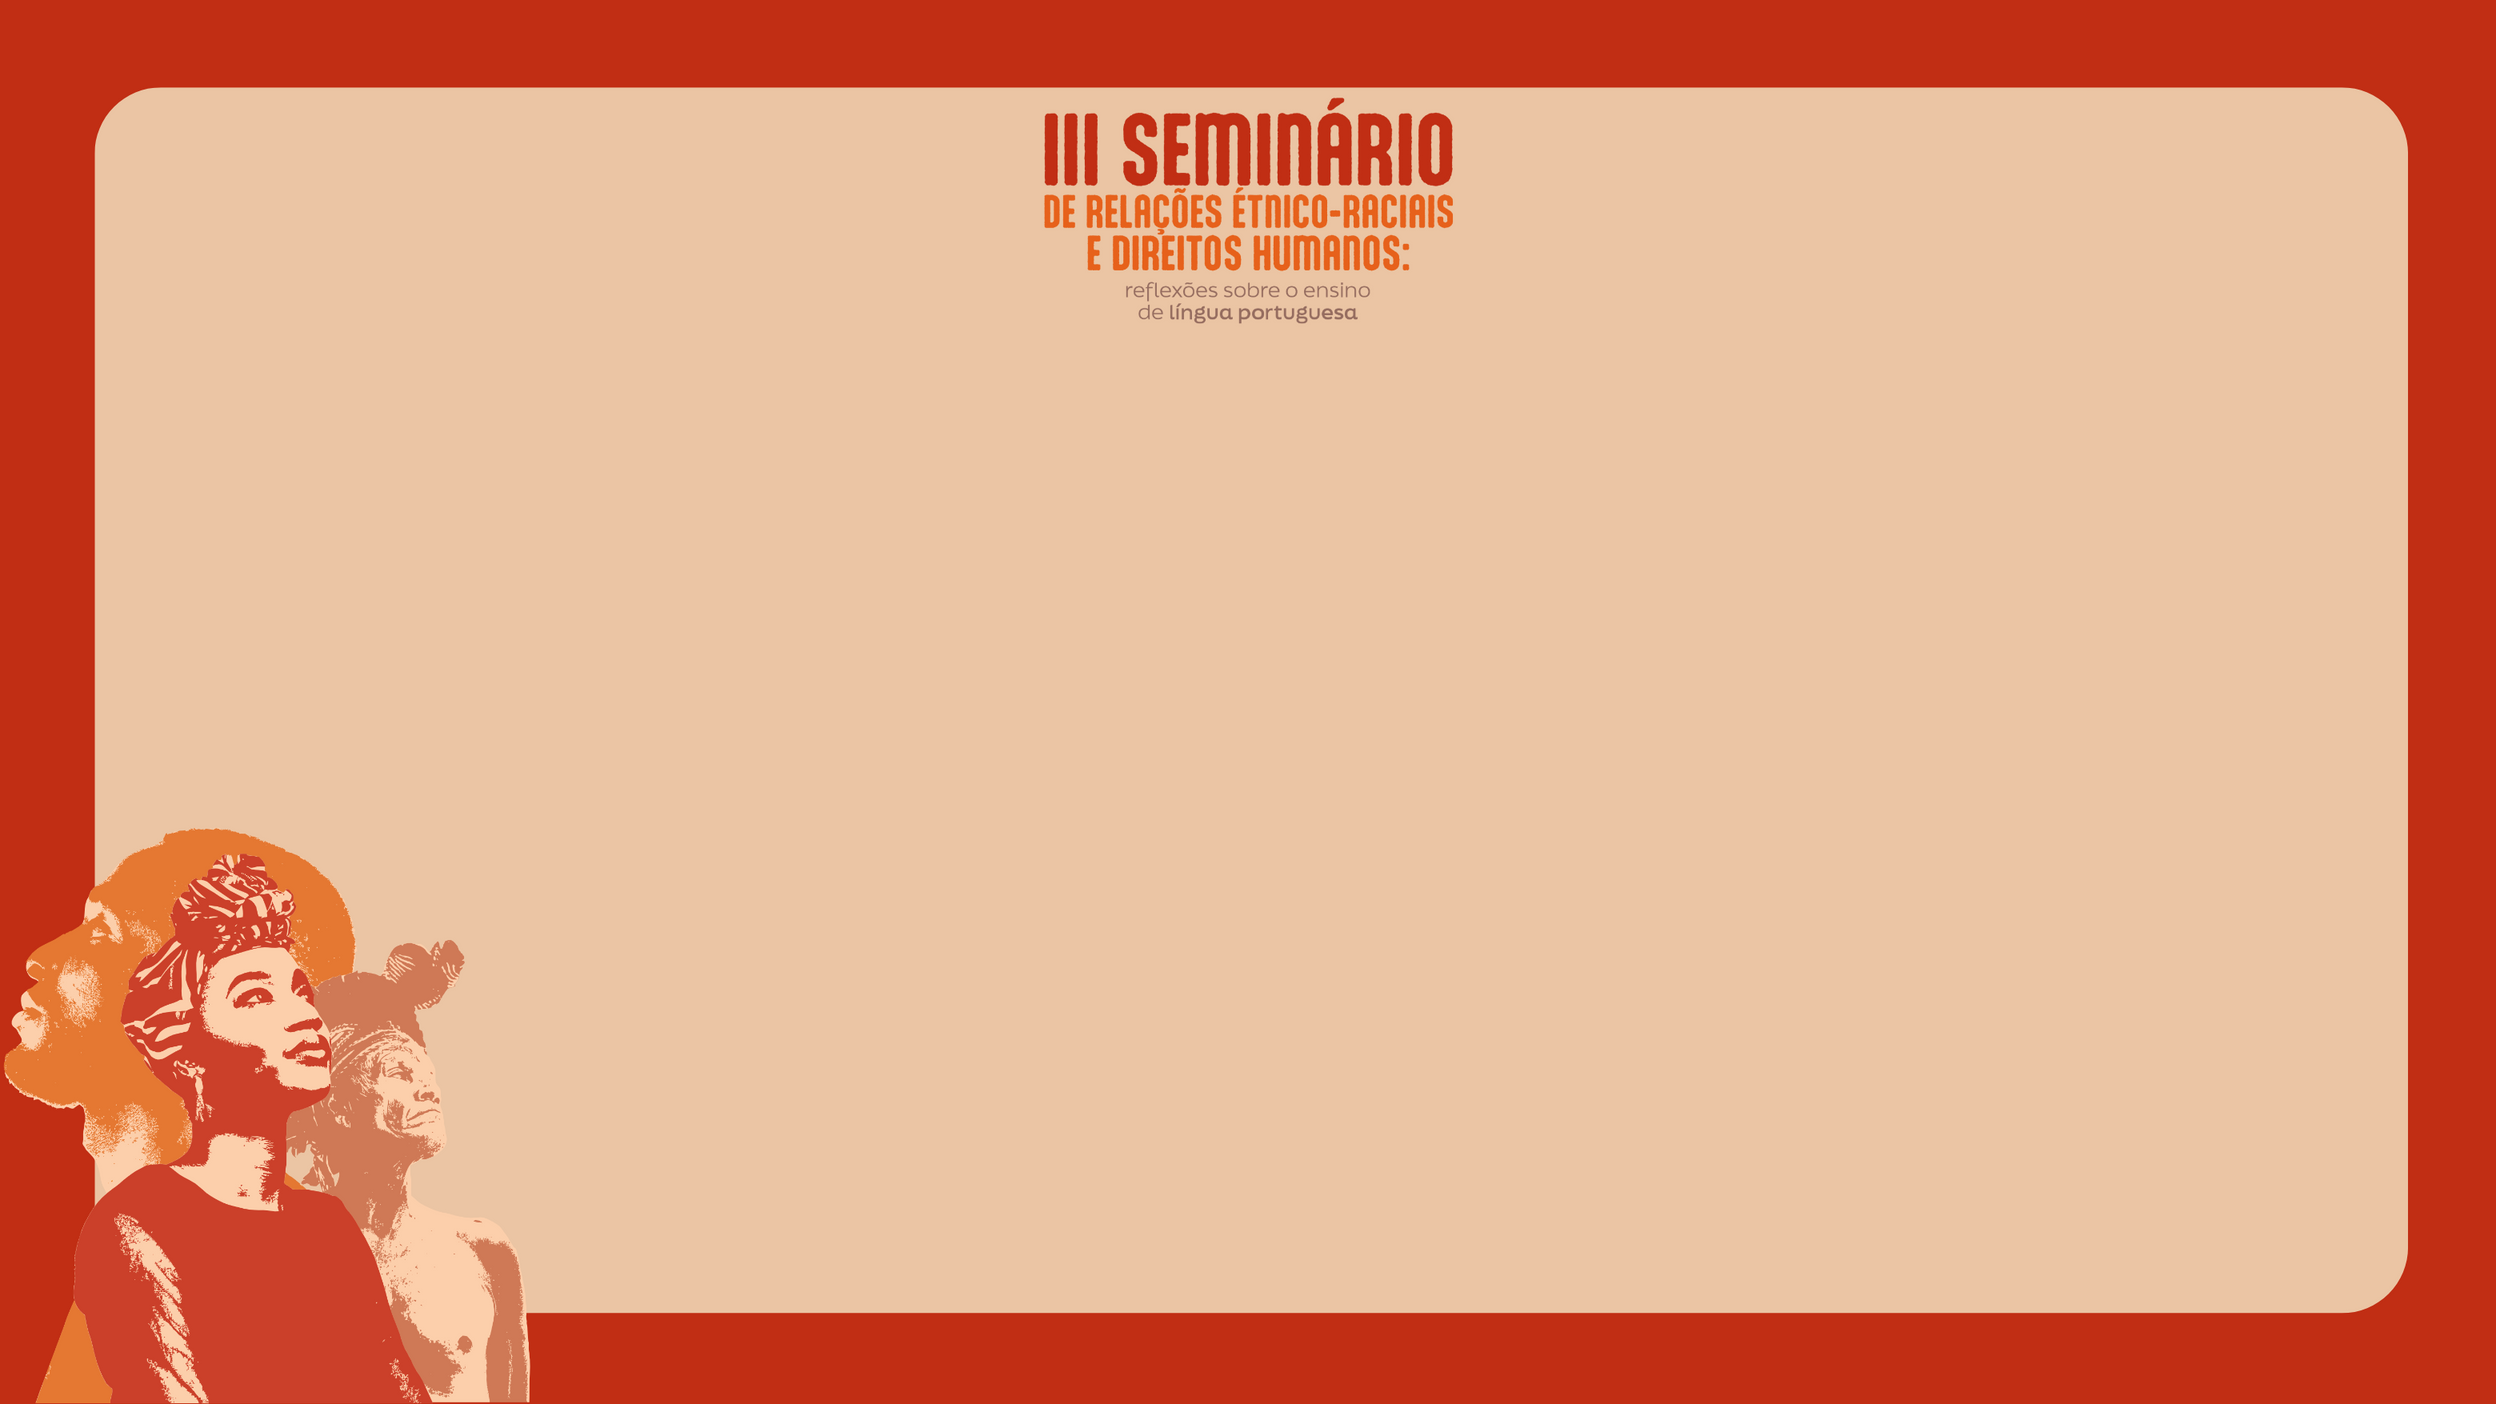 III SEMINÁRIO
DE RELAÇÕES ÉTNICO-RACIAIS
E DIREITOS HUMANOS:
reflexões sobre o ensino
de língua portuguesa